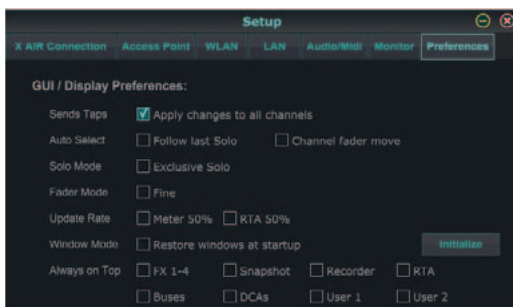 Setup
X AIR Connection Access Point WLAN LAN Audio/Midi Monitor Preferences
GUI / Display Preferences:
Sends Taps Apply changes to all channels
Auto Select Follow last Solo Channel fader move
Solo Mode Exclusive Solo
Fader Mode Fine
Update Rate Meter 50% RTA 50%
Window Mode Restore windows at startup Initialize
Always on Top FX 1-4 Snapshot Recorder RTA
Buses DCAs User 1 User 2